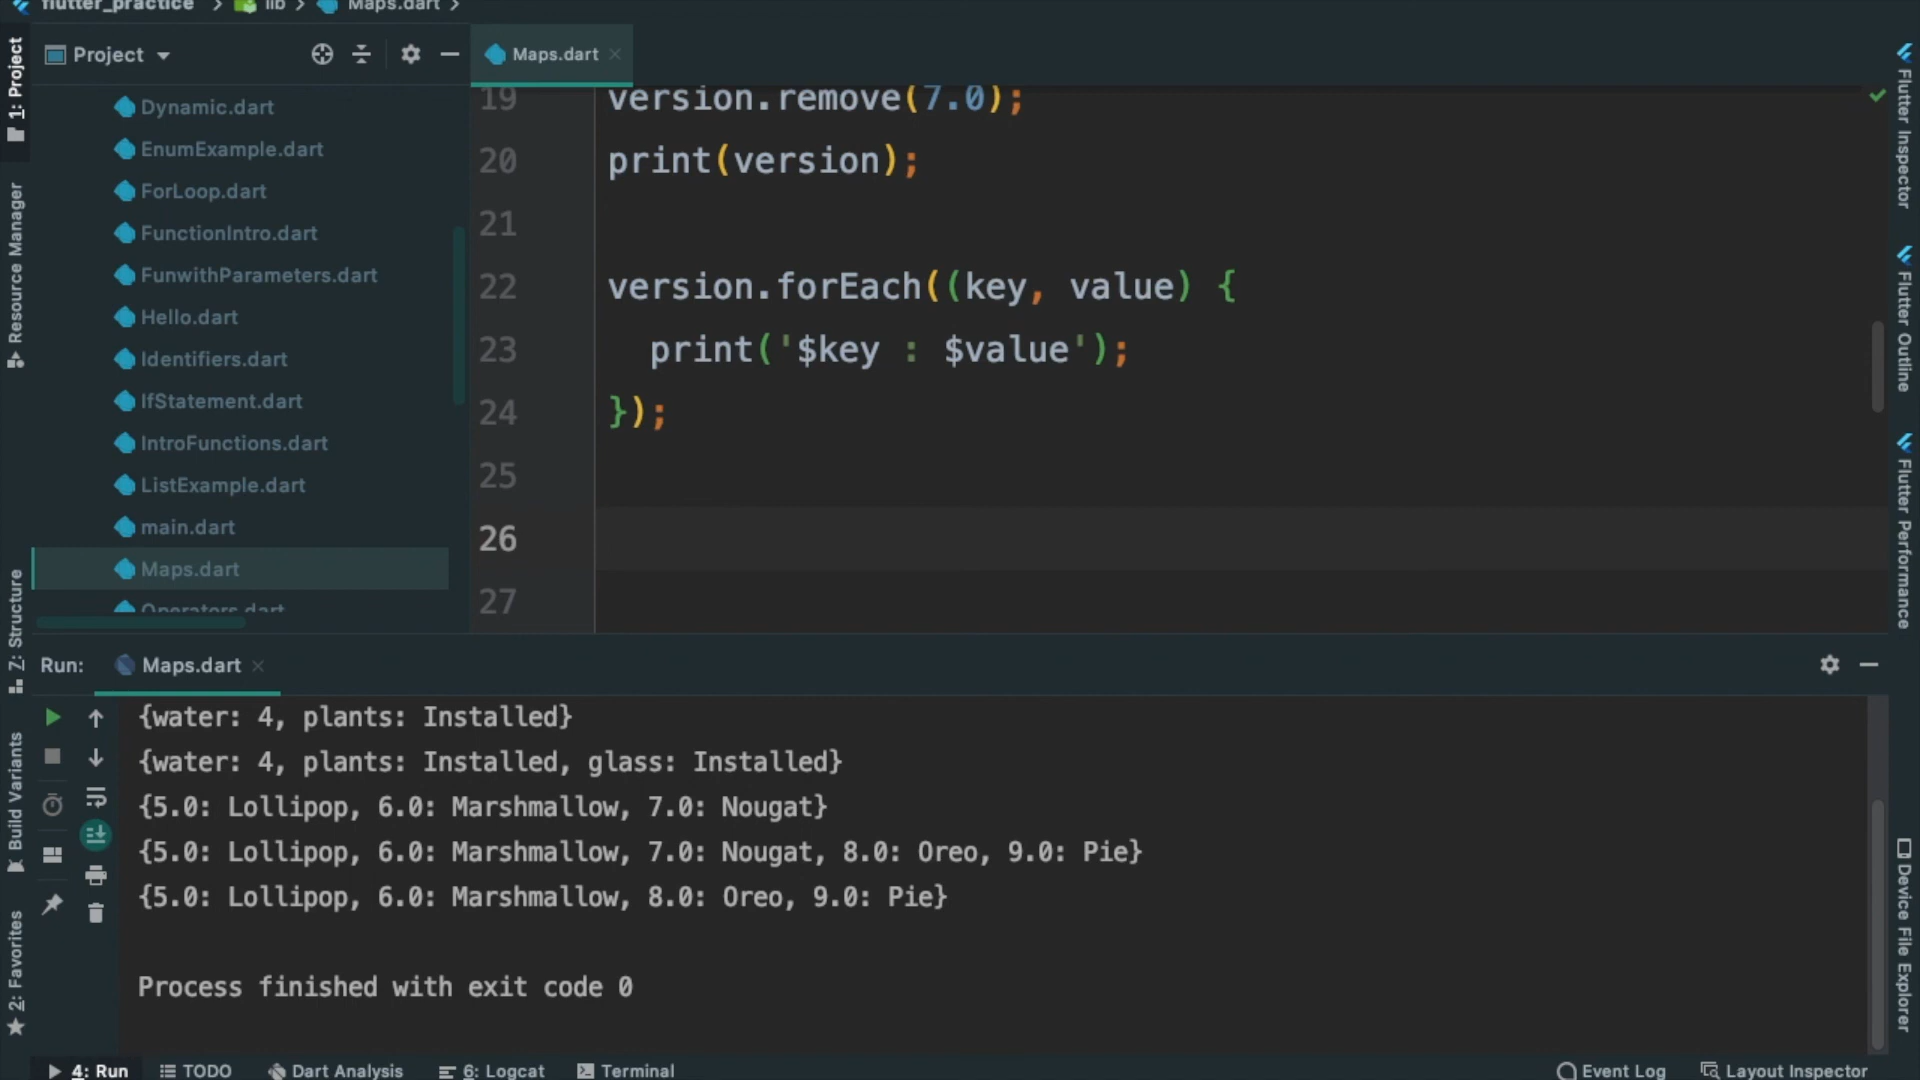 flutter_practice > lib > Maps.dart >
1: Project
Resource Manager
Z: Structure
Build Variants
2: Favorites
Project
Dynamic.dart
EnumExample.dart
ForLoop.dart
FunctionIntro.dart
FunwithParameters.dart
Hello.dart
Identifiers.dart
IfStatement.dart
IntroFunctions.dart
ListExample.dart
main.dart
Maps.dart
Operators.dart
Maps.dart
19 version.remove(7.0);
20 print(version);
21
22 version.forEach((key, value) {
23 print('$key : $value');
24 });
25
26
27
Flutter Inspector
Flutter Outline
Flutter Performance
Device File Explorer
Run: Maps.dart
{water: 4, plants: Installed}
{water: 4, plants: Installed, glass: Installed}
{5.0: Lollipop, 6.0: Marshmallow, 7.0: Nougat}
{5.0: Lollipop, 6.0: Marshmallow, 7.0: Nougat, 8.0: Oreo, 9.0: Pie}
{5.0: Lollipop, 6.0: Marshmallow, 8.0: Oreo, 9.0: Pie}
Process finished with exit code 0
4: Run TODO Dart Analysis 6: Logcat Terminal Event Log Layout Inspector